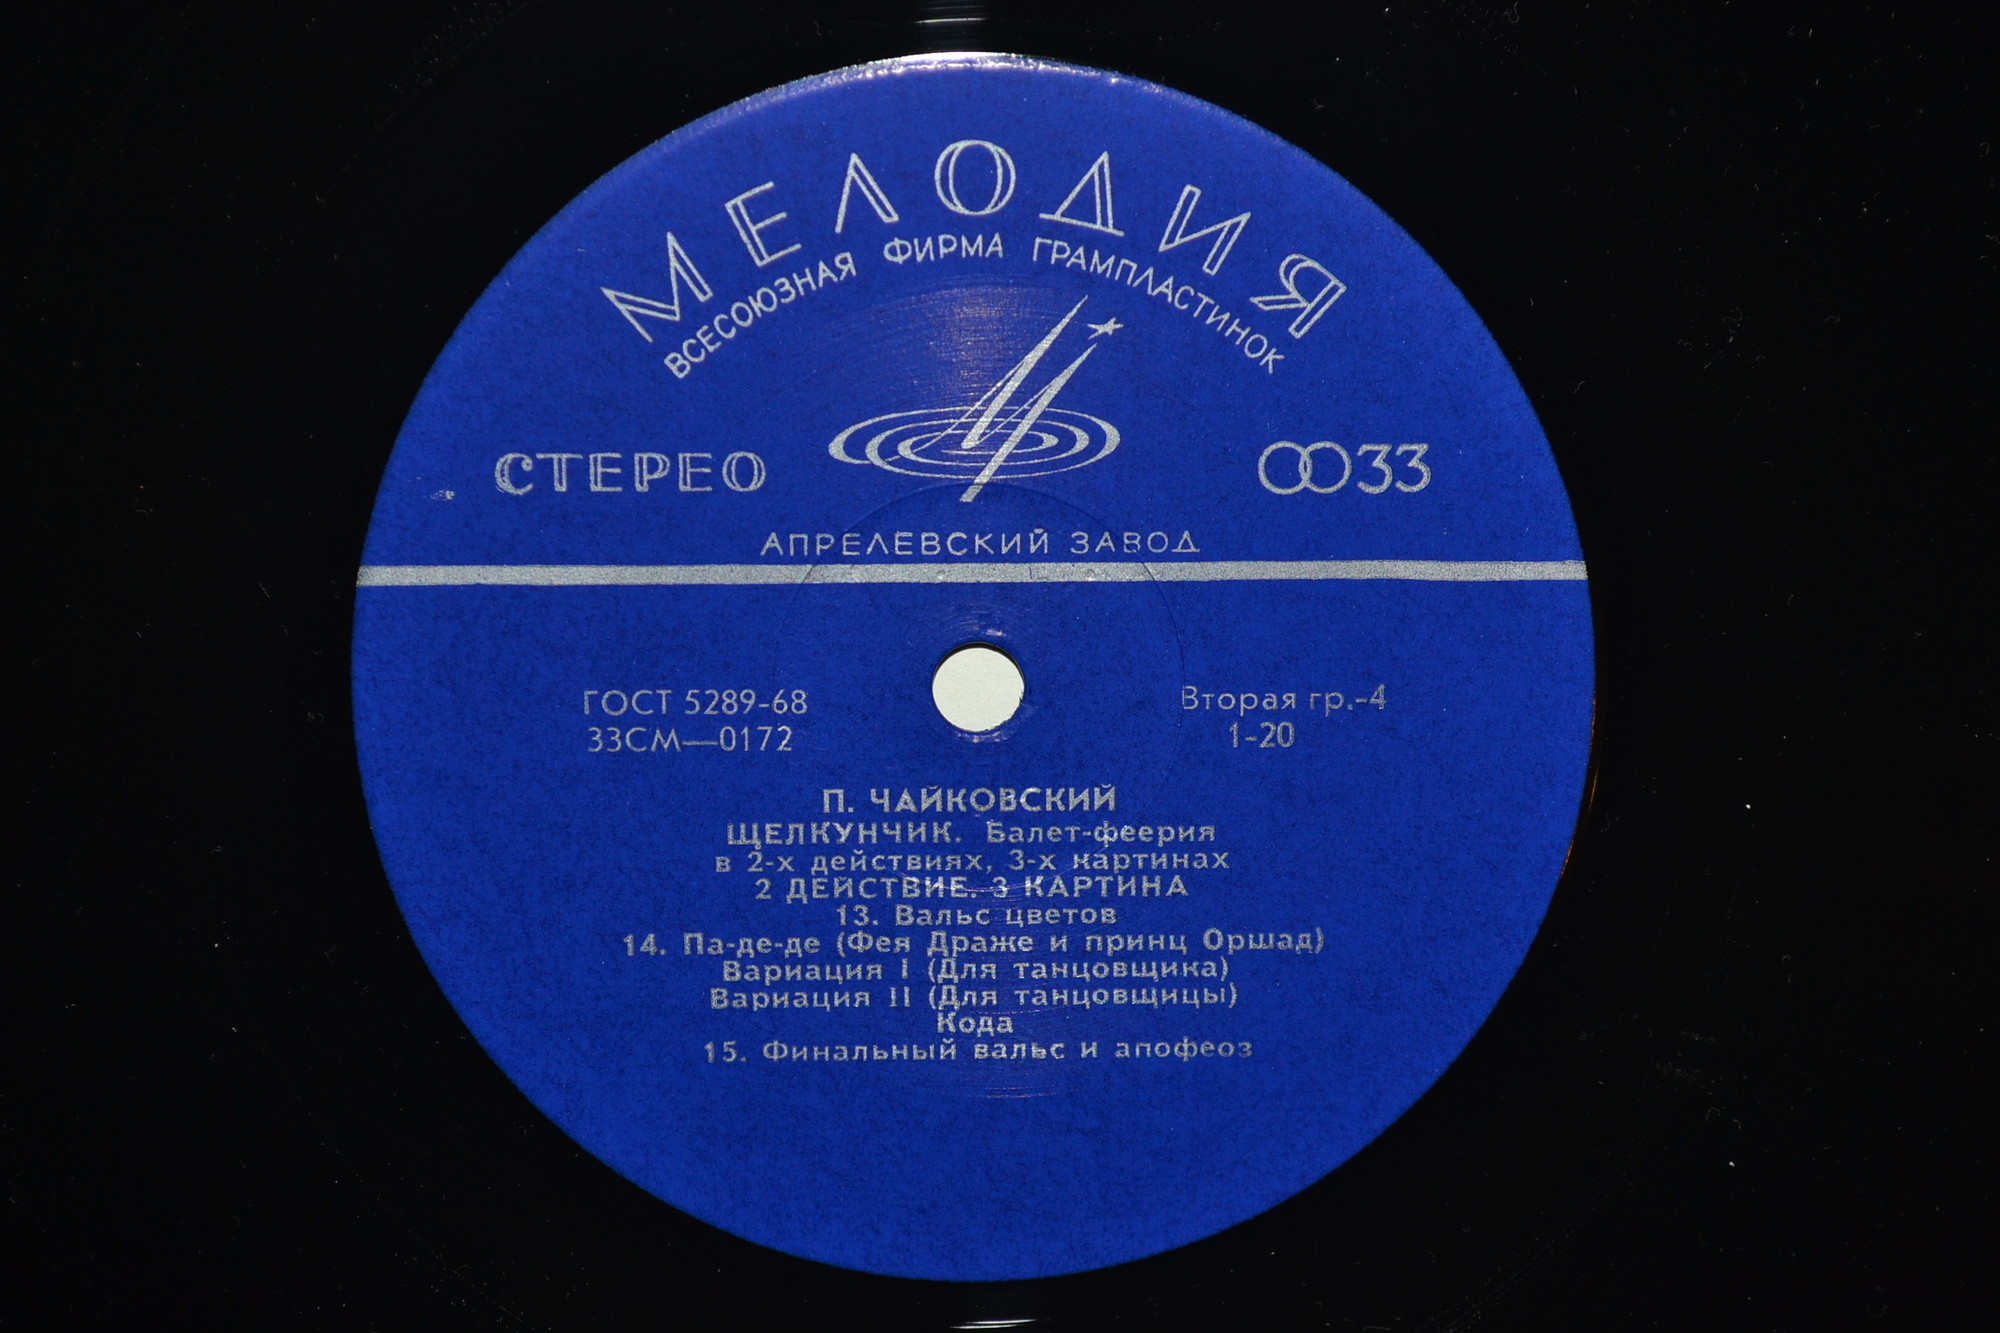 МЕЛОДИЯ
ВСЕСОЮЗНАЯ ФИРМА ГРАМПЛАСТИНОК
СТЕРЕО
33
АПРЕЛЕВСКИЙ ЗАВОД
ГОСТ 5289-68
33СМ—0172
Вторая гр.-4
1-20
П. ЧАЙКОВСКИЙ
ЩЕЛКУНЧИК. Балет-феерия
в 2-х действиях, 3-х картинах
2 ДЕЙСТВИЕ. 3 КАРТИНА
13. Вальс цветов
14. Па-де-де (Фея Драже и принц Оршад)
Вариация I (Для танцовщика)
Вариация II (Для танцовщицы)
Кода
15. Финальный вальс и апофеоз